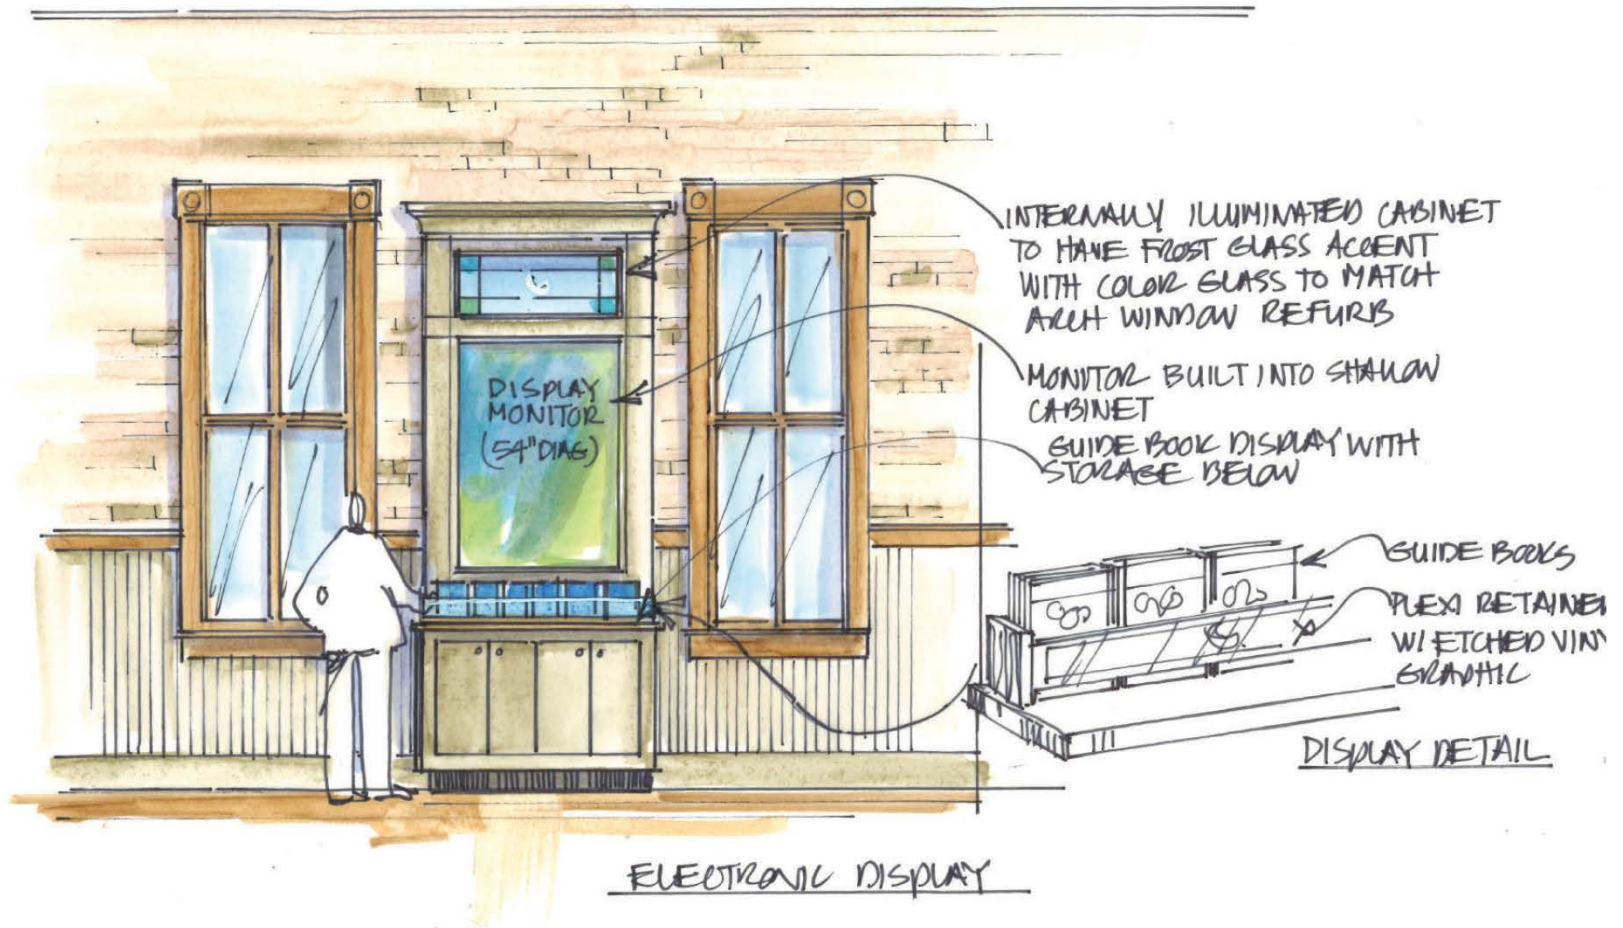 INTERNALLY ILLUMINATED CABINET
TO HAVE FROST GLASS ACCENT
WITH COLOR GLASS TO MATCH
ARCH WINDOW REFURB
DISPLAY
MONITOR
(54" DIAG)
MONITOR BUILT INTO SHALLOW
CABINET
GUIDE BOOK DISPLAY WITH
STORAGE BELOW
GUIDE BOOKS
PLEXI RETAINE
W/ ETCHED VIN
GRAPHIC
DISPLAY DETAIL
ELECTRONIC DISPLAY